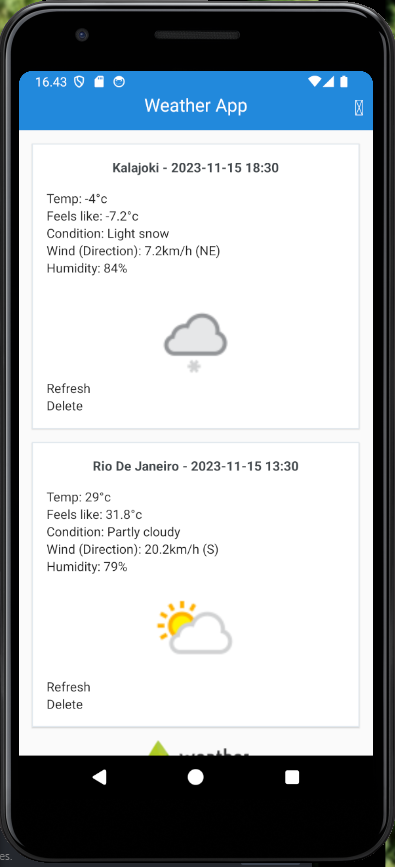 16.43
Weather App
Kalajoki - 2023-11-15 18:30
Temp: -4°c
Feels like: -7.2°c
Condition: Light snow
Wind (Direction): 7.2km/h (NE)
Humidity: 84%
Refresh
Delete
Rio De Janeiro - 2023-11-15 13:30
Temp: 29°c
Feels like: 31.8°c
Condition: Partly cloudy
Wind (Direction): 20.2km/h (S)
Humidity: 79%
Refresh
Delete
weather
es.